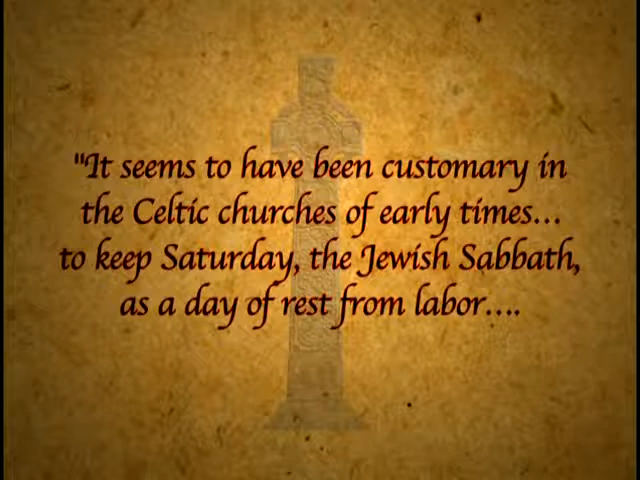 "It seems to have been customary in
the Celtic churches of early times...
to keep Saturday, the Jewish Sabbath,
as a day of rest from labor....